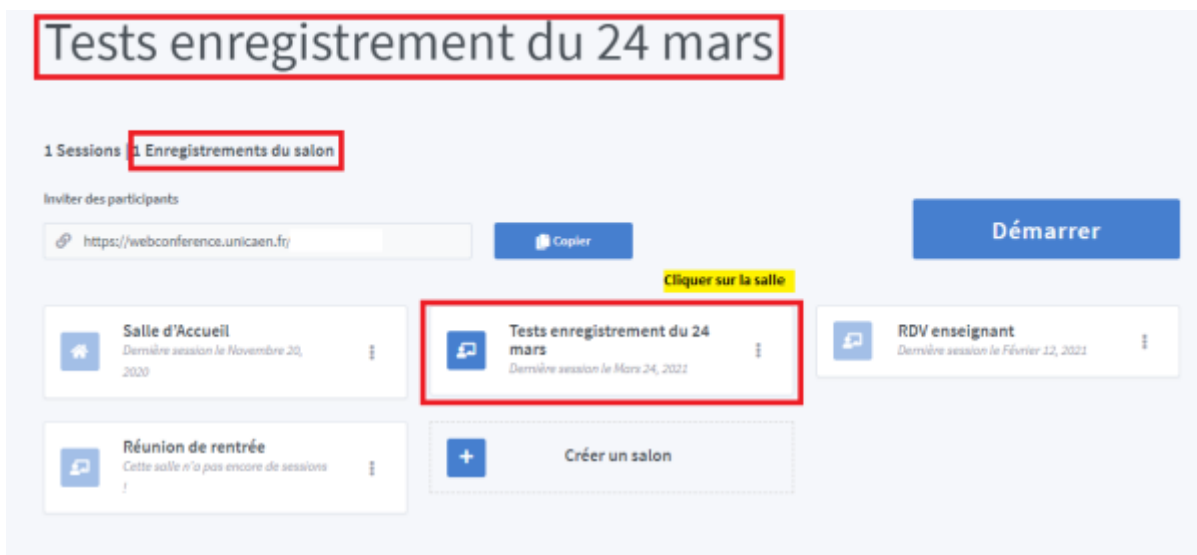 Tests enregistrement du 24 mars
1 Sessions | 1 Enregistrements du salon
Inviter des participants
https://webconference.unicaen.fr/
Copier
Démarrer
Cliquer sur la salle
Salle d'Accueil
Dernière session le Novembre 20,
2020
Tests enregistrement du 24
mars
Dernière session le Mars 24, 2021
RDV enseignant
Dernière session le Février 12, 2021
Réunion de rentrée
Cette salle n'a pas encore de sessions
!
Créer un salon